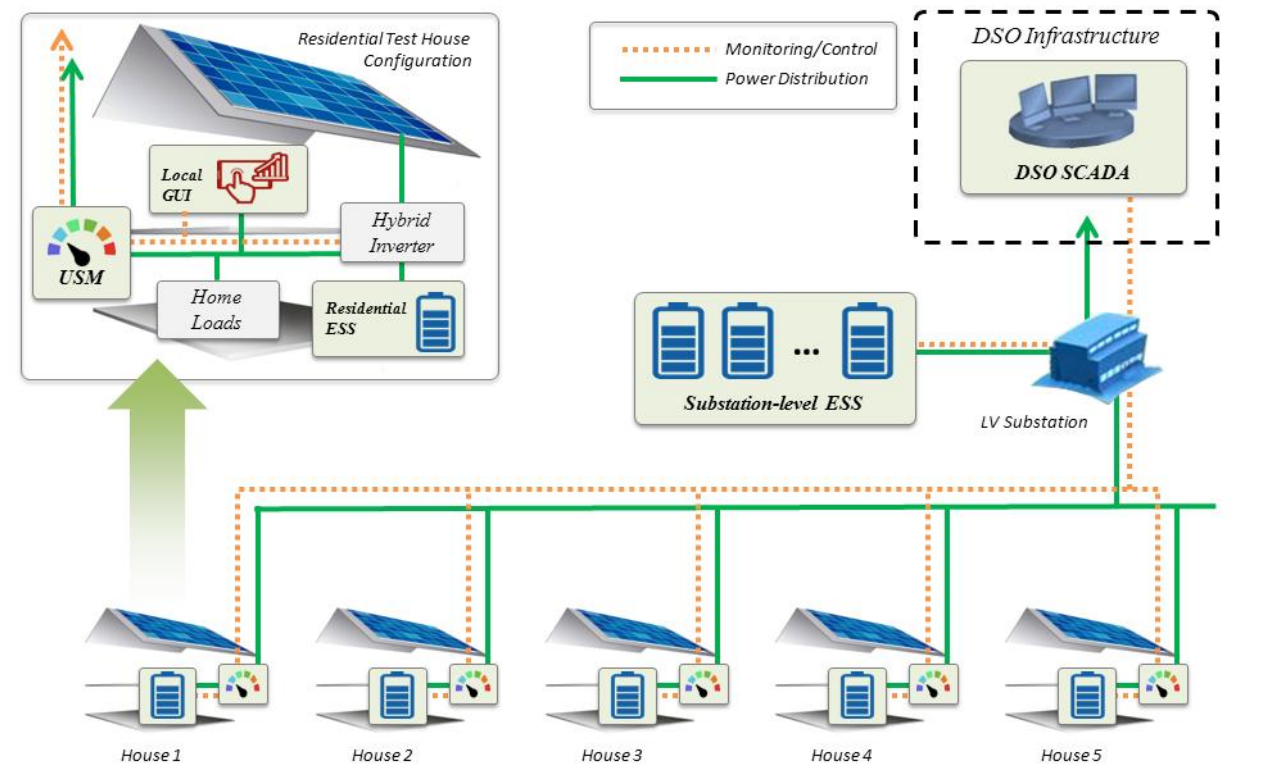 Residential Test House
Configuration
Local
GUI
Hybrid
Inverter
USM
Home
Loads
Residential
ESS
Monitoring/Control
Power Distribution
DSO Infrastructure
DSO SCADA
...
Substation-level ESS
LV Substation
House 1
House 2
House 3
House 4
House 5